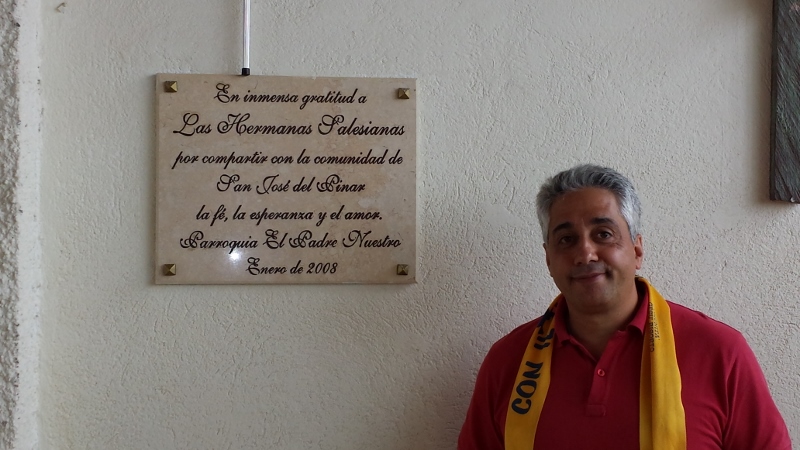 En inmensa gratitud a
Las Hermanas Salesianas
por compartir con la comunidad de
San José del Pinar
la fé, la esperanza y el amor.
Parroquia El Padre Nuestro
Enero de 2008
CON